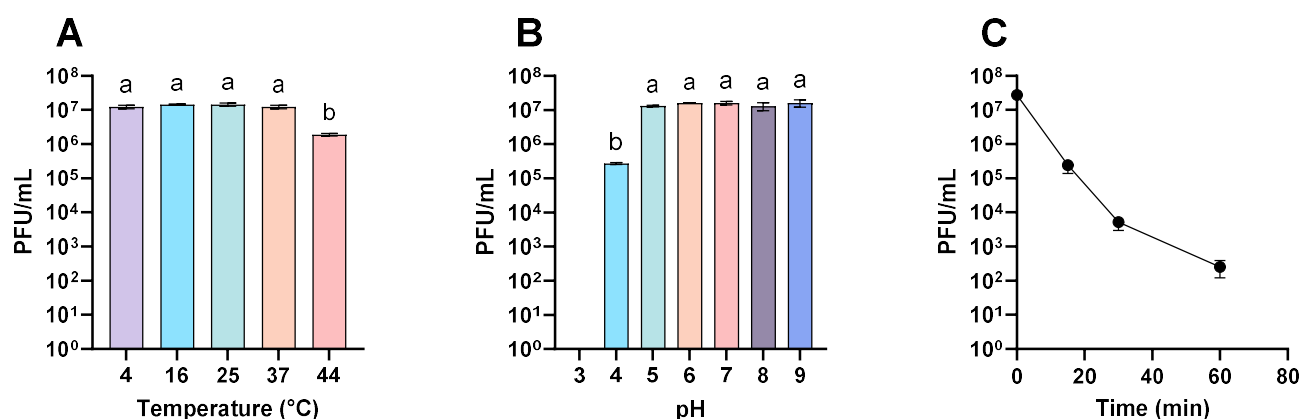 A
PFU/mL
10⁸
10⁷
10⁶
10⁵
10⁴
10³
10²
10¹
10⁰
a a a a b
4 16 25 37 44
Temperature (°C)
B
PFU/mL
10⁸
10⁷
10⁶
10⁵
10⁴
10³
10²
10¹
10⁰
b a a a a a
3 4 5 6 7 8 9
pH
C
PFU/mL
10⁸
10⁷
10⁶
10⁵
10⁴
10³
10²
10¹
10⁰
0 20 40 60 80
Time (min)